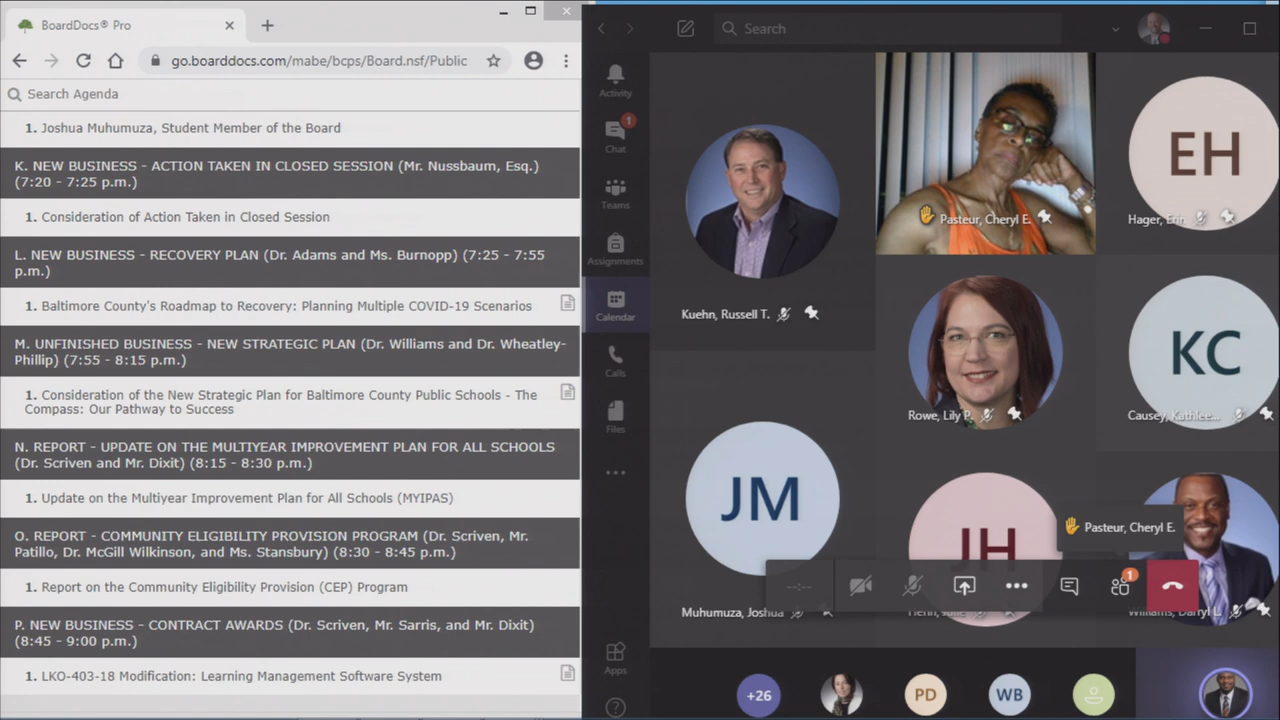 BoardDocs® Pro
go.boarddocs.com/mabe/bcps/Board.nsf/Public
Search Agenda
1. Joshua Muhumuza, Student Member of the Board
K. NEW BUSINESS - ACTION TAKEN IN CLOSED SESSION (Mr. Nussbaum, Esq.)
(7:20 - 7:25 p.m.)
1. Consideration of Action Taken in Closed Session
L. NEW BUSINESS - RECOVERY PLAN (Dr. Adams and Ms. Burnopp) (7:25 - 7:55
p.m.)
1. Baltimore County's Roadmap to Recovery: Planning Multiple COVID-19 Scenarios
M. UNFINISHED BUSINESS - NEW STRATEGIC PLAN (Dr. Williams and Dr. Wheatley-
Phillip) (7:55 - 8:15 p.m.)
1. Consideration of the New Strategic Plan for Baltimore County Public Schools - The
Compass: Our Pathway to Success
N. REPORT - UPDATE ON THE MULTIYEAR IMPROVEMENT PLAN FOR ALL SCHOOLS
(Dr. Scriven and Mr. Dixit) (8:15 - 8:30 p.m.)
1. Update on the Multiyear Improvement Plan for All Schools (MYIPAS)
O. REPORT - COMMUNITY ELIGIBILITY PROVISION PROGRAM (Dr. Scriven, Mr.
Patillo, Dr. McGill Wilkinson, and Ms. Stansbury) (8:30 - 8:45 p.m.)
1. Report on the Community Eligibility Provision (CEP) Program
P. NEW BUSINESS - CONTRACT AWARDS (Dr. Scriven, Mr. Sarris, and Mr. Dixit)
(8:45 - 9:00 p.m.)
1. LKO-403-18 Modification: Learning Management Software System
Search
Activity
1
Chat
Teams
Assignments
Calendar
Calls
Files
Apps
Kuehn, Russell T.
Pasteur, Cheryl E.
EH
Hager, Erin
Rowe, Lily P.
KC
Causey, Kathlee...
JM
Muhumuza, Joshua
JH
Pasteur, Cheryl E.
--:--
1
Williams, Darryl L.
+26
PD
WB